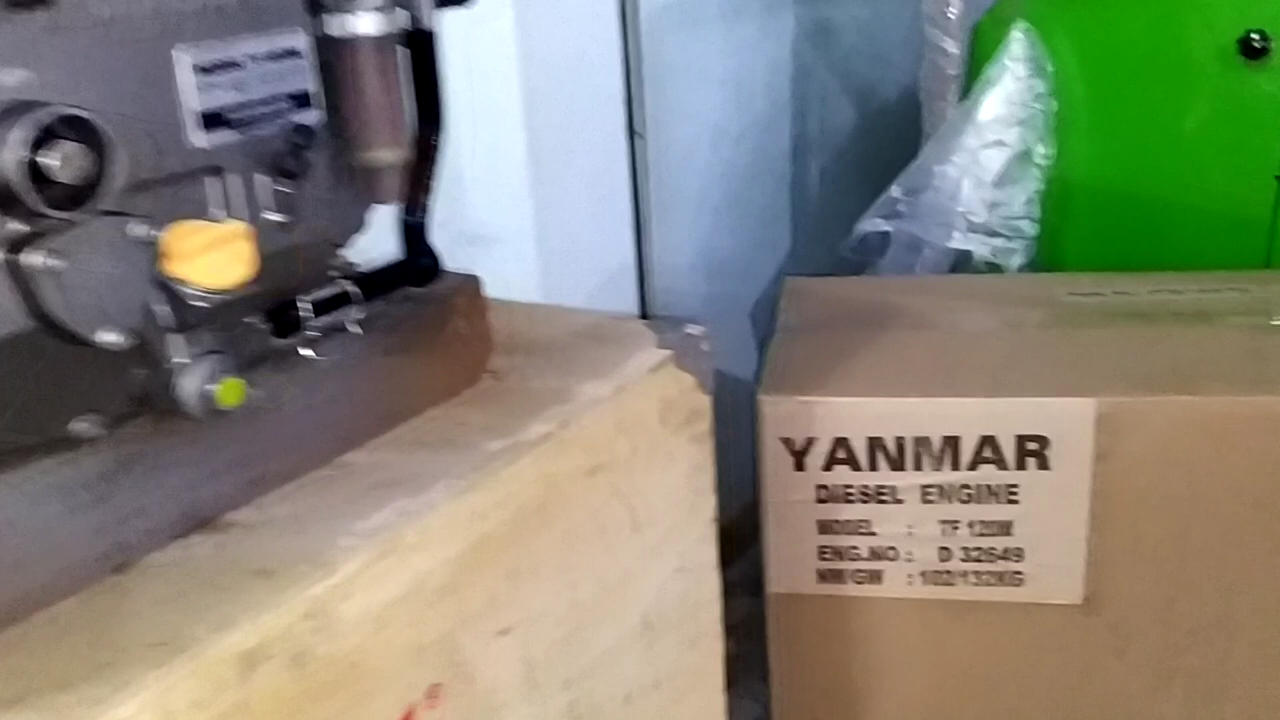 YANMAR
DIESEL ENGINE
MODEL : TF 120M
ENG.NO : D 32649
NW/GW : 102/132KG